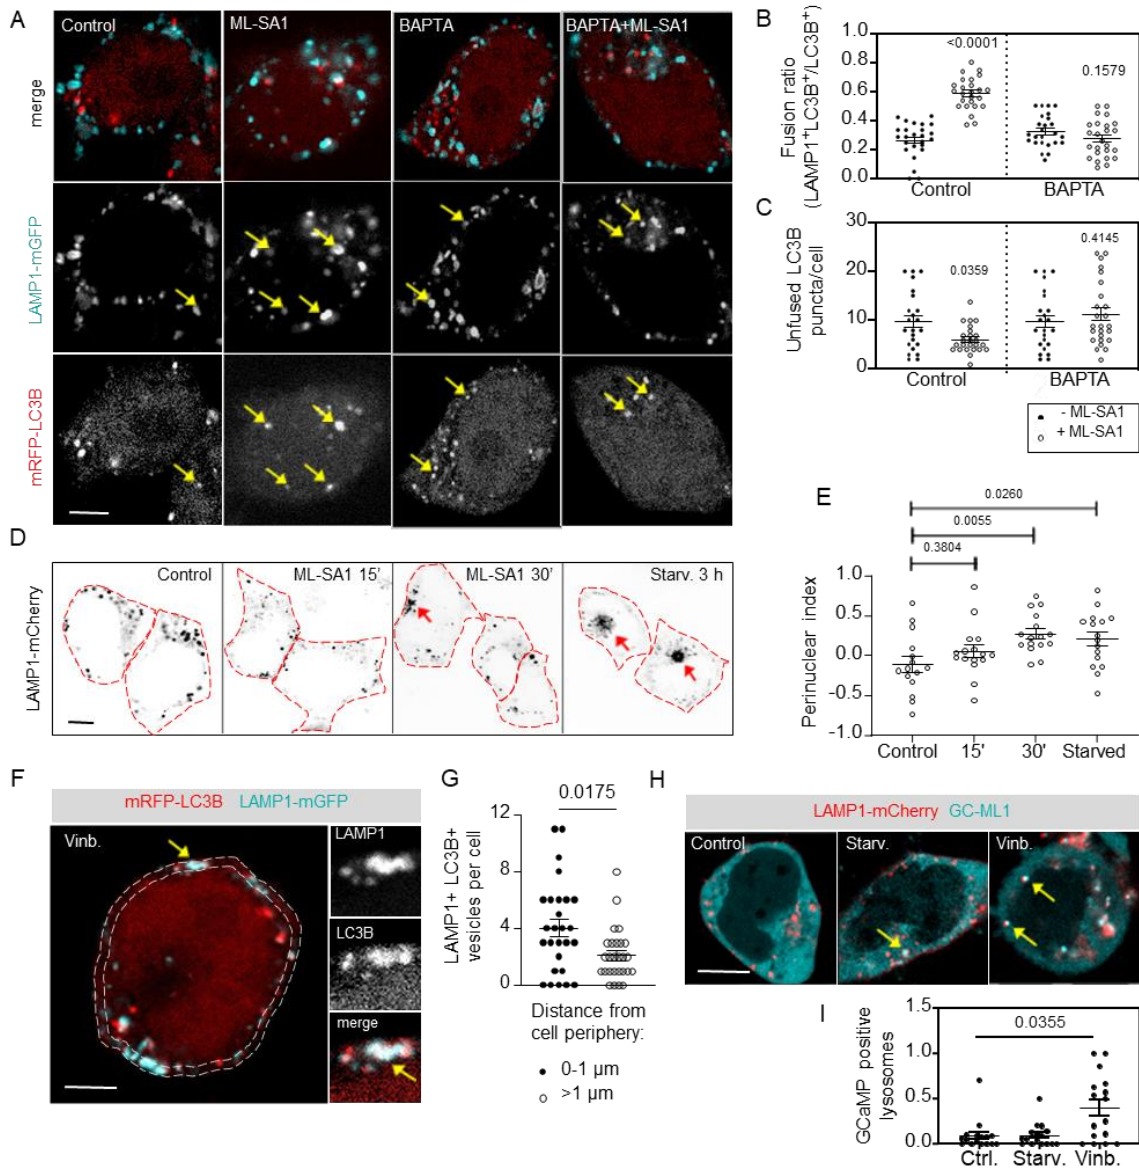 A
Control
ML-SA1
BAPTA
BAPTA+ML-SA1
merge
LAMP1-mGFP
mRFP-LC3B
B
Fusion ratio
(LAMP1⁺LC3B⁺/LC3B⁺)
1.0
0.8
0.6
0.4
0.2
0.0
<0.0001
0.1579
Control
BAPTA
C
Unfused LC3B
puncta/cell
30
20
10
0
0.0359
0.4145
Control
BAPTA
- ML-SA1
+ ML-SA1
D
LAMP1-mCherry
Control
ML-SA1 15'
ML-SA1 30'
Starv. 3 h
E
0.0260
0.0055
0.3804
Perinuclear index
1.0
0.5
0.0
-0.5
-1.0
Control
15'
30'
Starved
F
mRFP-LC3B LAMP1-mGFP
Vinb.
LAMP1
LC3B
merge
G
0.0175
LAMP1+ LC3B+
vesicles per cell
12
8
4
0
Distance from
cell periphery:
0-1 µm
>1 µm
H
LAMP1-mCherry GC-ML1
Control
Starv.
Vinb.
I
0.0355
GCaMP positive
lysosomes
1.0
0.5
0.0
Ctrl.
Starv.
Vinb.